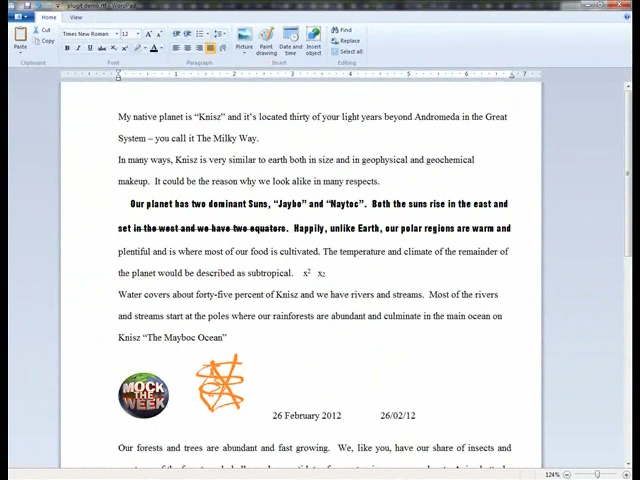 plugit demo.rtf - WordPad
Home View
Cut
Copy
Paste
Times New Roman 12
Picture
Paint drawing
Date and time
Insert object
Find
Replace
Select all
Clipboard Font Paragraph Insert Editing
1 2 3 4 5 6 7
My native planet is “Knisz” and it’s located thirty of your light years beyond Andromeda in the Great
System – you call it The Milky Way.
In many ways, Knisz is very similar to earth both in size and in geophysical and geochemical
makeup. It could be the reason why we look alike in many respects.
Our planet has two dominant Suns, “Jaybo” and “Naytoc”. Both the suns rise in the east and
set in the west and we have two equators. Happily, unlike Earth, our polar regions are warm and
plentiful and is where most of our food is cultivated. The temperature and climate of the remainder of
the planet would be described as subtropical. x² x₂
Water covers about forty-five percent of Knisz and we have rivers and streams. Most of the rivers
and streams start at the poles where our rainforests are abundant and culminate in the main ocean on
Knisz “The Mayboc Ocean”
MOCK
THE
WEEK
26 February 2012 26/02/12
Our forests and trees are abundant and fast growing. We, like you, have our share of insects and
124%